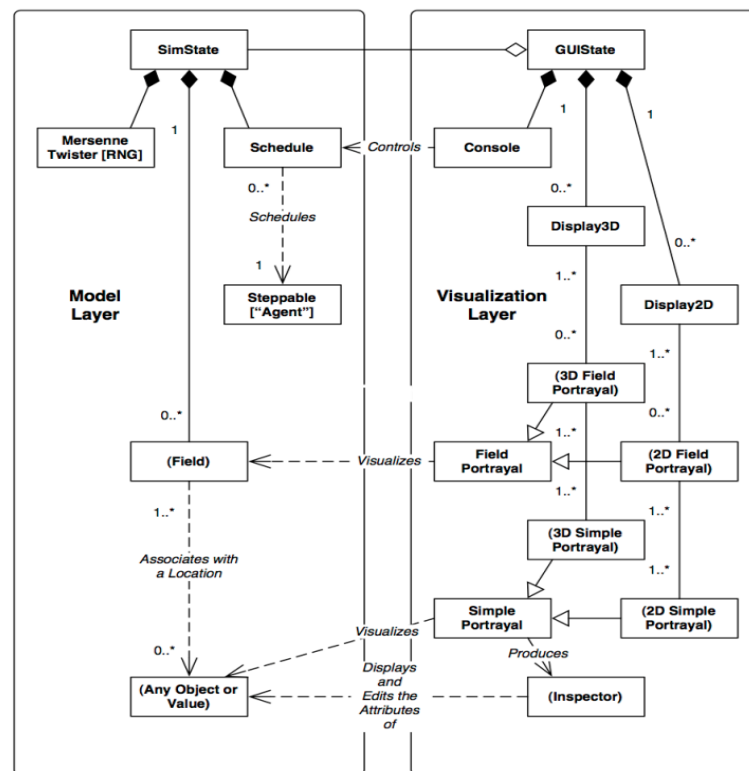 SimState
GUIState
1
1
1
Mersenne
Twister [RNG]
Schedule
Controls
Console
0..*
0..*
Schedules
Display3D
0..*
1
1..*
Model
Layer
Steppable
["Agent"]
Visualization
Layer
Display2D
0..*
1..*
(3D Field
Portrayal)
0..*
0..*
1..*
(Field)
Visualizes
Field
Portrayal
(2D Field
Portrayal)
1..*
1..*
1..*
(3D Simple
Portrayal)
Associates with
a Location
1..*
Simple
Portrayal
(2D Simple
Portrayal)
Visualizes
0..*
Produces
Displays
and
Edits the
Attributes
of
(Any Object or
Value)
(Inspector)